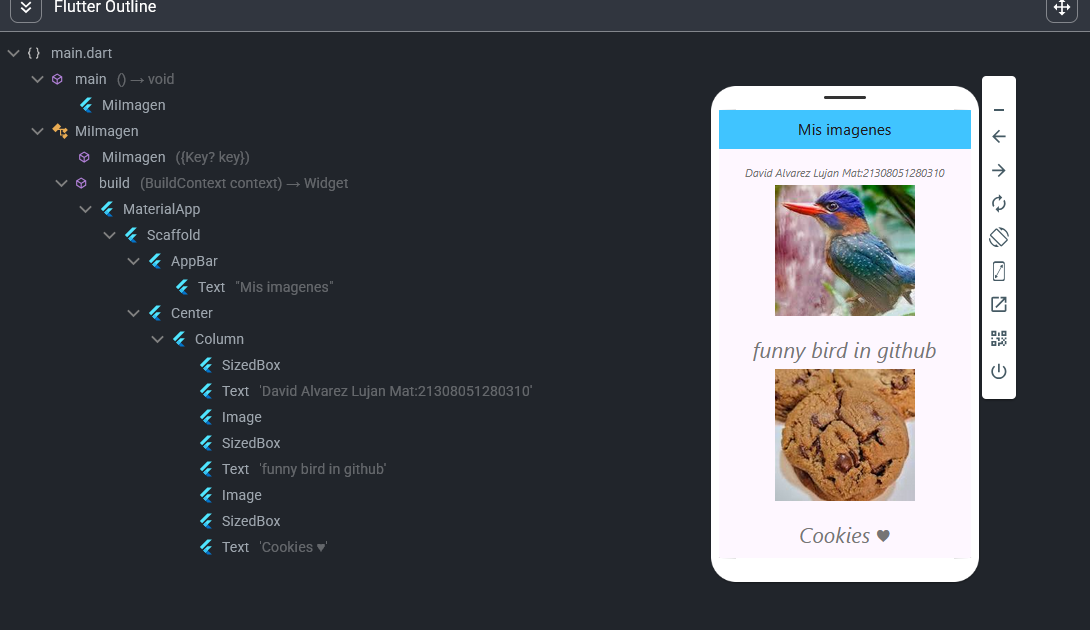 Flutter Outline
{} main.dart
main () → void
MiImagen
MiImagen
MiImagen ({Key? key})
build (BuildContext context) → Widget
MaterialApp
Scaffold
AppBar
Text "Mis imagenes"
Center
Column
SizedBox
Text 'David Alvarez Lujan Mat:21308051280310'
Image
SizedBox
Text 'funny bird in github'
Image
SizedBox
Text 'Cookies ♥'
Mis imagenes
David Alvarez Lujan Mat:21308051280310
funny bird in github
Cookies ♥